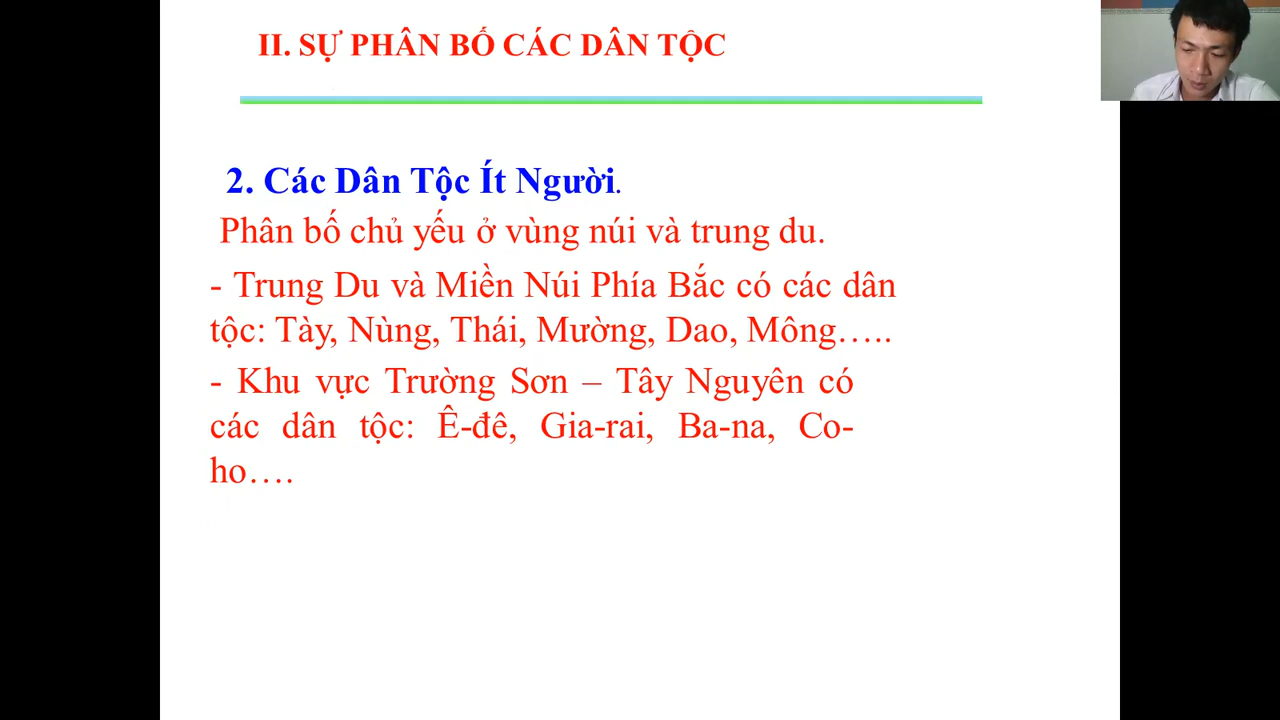 II. SỰ PHÂN BỐ CÁC DÂN TỘC
2. Các Dân Tộc Ít Người.
Phân bố chủ yếu ở vùng núi và trung du.
- Trung Du và Miền Núi Phía Bắc có các dân
tộc: Tày, Nùng, Thái, Mường, Dao, Mông…..
- Khu vực Trường Sơn – Tây Nguyên có
các dân tộc: Ê-đê, Gia-rai, Ba-na, Co-
ho….